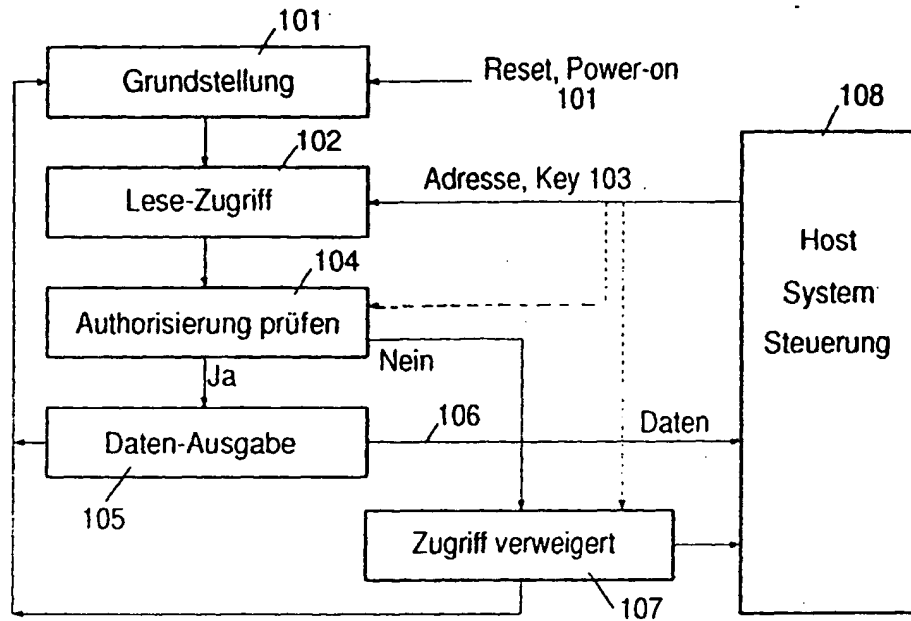 101
Grundstellung
Reset, Power-on
101
108
102
Lese-Zugriff
Adresse, Key 103
Host
System
Steuerung
104
Authorisierung prüfen
Nein
Ja
Daten-Ausgabe
106
Daten
105
Zugriff verweigert
107